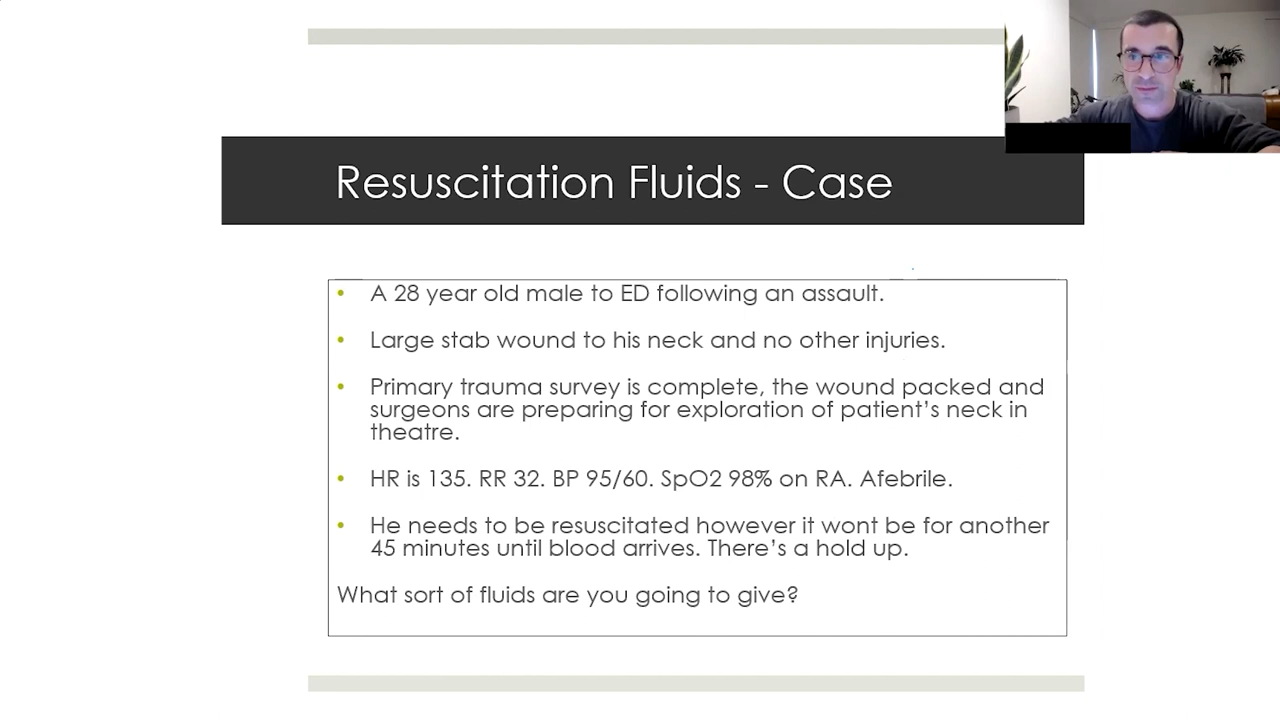 Resuscitation Fluids - Case
• A 28 year old male to ED following an assault.
• Large stab wound to his neck and no other injuries.
• Primary trauma survey is complete, the wound packed and
surgeons are preparing for exploration of patient's neck in
theatre.
• HR is 135. RR 32. BP 95/60. SpO2 98% on RA. Afebrile.
• He needs to be resuscitated however it wont be for another
45 minutes until blood arrives. There's a hold up.
What sort of fluids are you going to give?